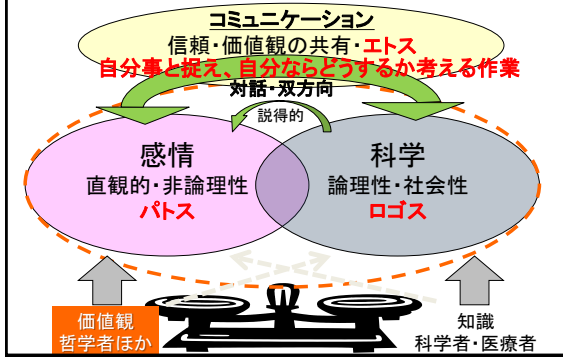 コミュニケーション
信頼・価値観の共有・エトス
自分事と捉え、自分ならどうするか考える作業
対話・双方向
説得的
感情
直観的・非論理性
パトス
科学
論理性・社会性
ロゴス
価値観
哲学者ほか
知識
科学者・医療者